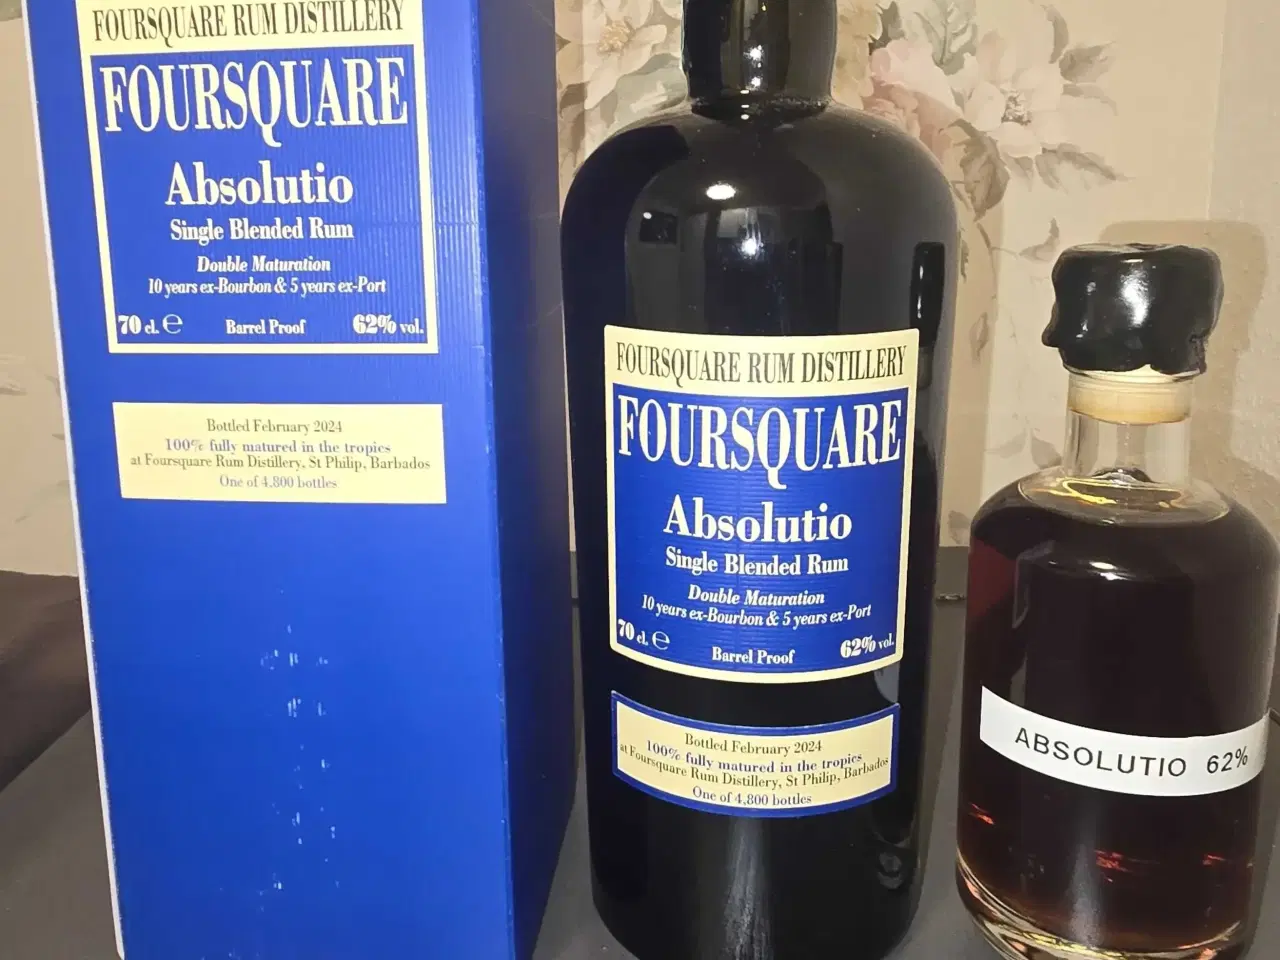 FOURSQUARE RUM DISTILLERY
FOURSQUARE
Absolutio
Single Blended Rum
Double Maturation
10 years ex-Bourbon & 5 years ex-Port
70 cl. ℮ Barrel Proof 62% vol.
Bottled February 2024
100% fully matured in the tropics
at Foursquare Rum Distillery, St Philip, Barbados
One of 4,800 bottles
FOURSQUARE RUM DISTILLERY
FOURSQUARE
Absolutio
Single Blended Rum
Double Maturation
10 years ex-Bourbon & 5 years ex-Port
70 cl. ℮ Barrel Proof 62% vol.
Bottled February 2024
100% fully matured in the tropics
at Foursquare Rum Distillery, St Philip, Barbados
One of 4,800 bottles
ABSOLUTIO 62%